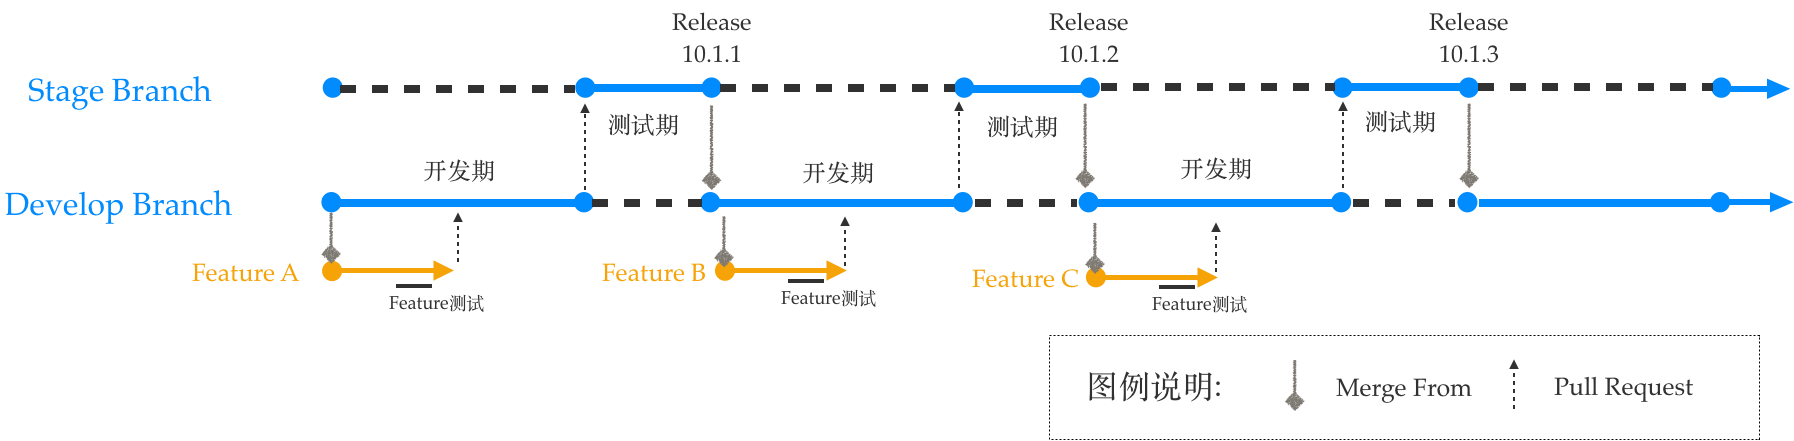 Release
10.1.1
Release
10.1.2
Release
10.1.3
Stage Branch
测试期
测试期
测试期
开发期
开发期
开发期
Develop Branch
Feature A
Feature测试
Feature B
Feature测试
Feature C
Feature测试
图例说明:
Merge From
Pull Request